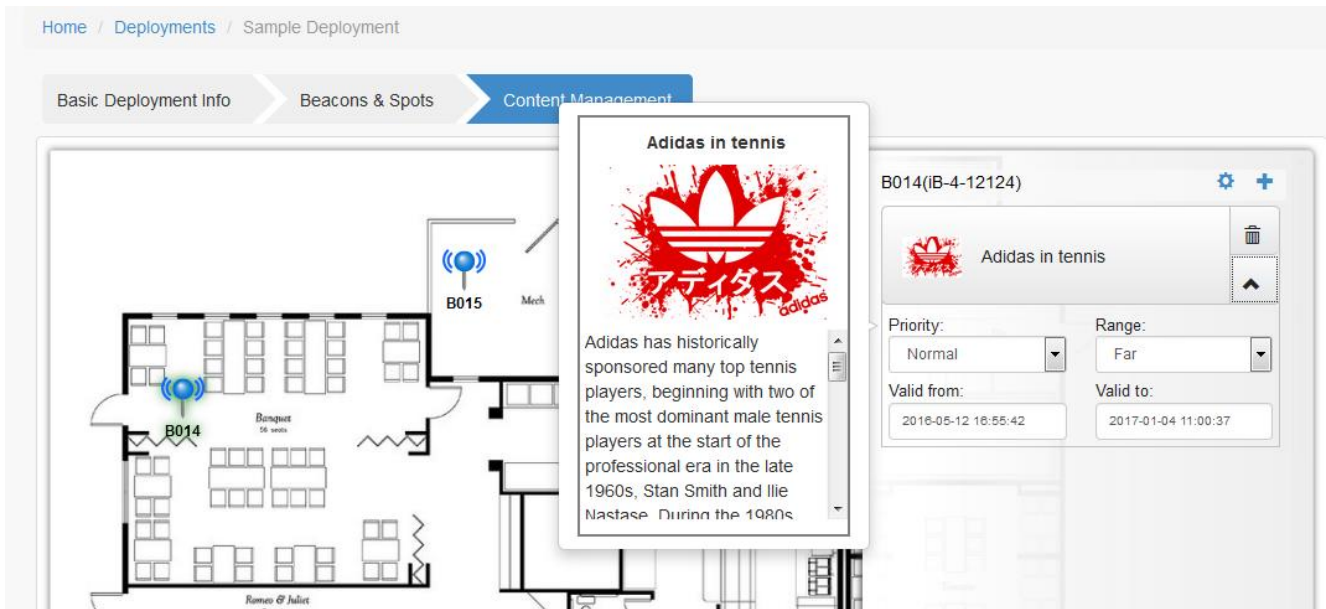 Home / Deployments / Sample Deployment
Basic Deployment Info
Beacons & Spots
Content Management
B015
Mech
B014
Banquet
56 seats
Romeo & Juliet
Adidas in tennis
アディダス
adidas
Adidas has historically
sponsored many top tennis
players, beginning with two of
the most dominant male tennis
players at the start of the
professional era in the late
1960s, Stan Smith and Ilie
Nastase. During the 1980s
B014(iB-4-12124)
Adidas in tennis
Priority:
Range:
Normal
Far
Valid from:
Valid to:
2016-05-12 16:55:42
2017-01-04 11:00:37